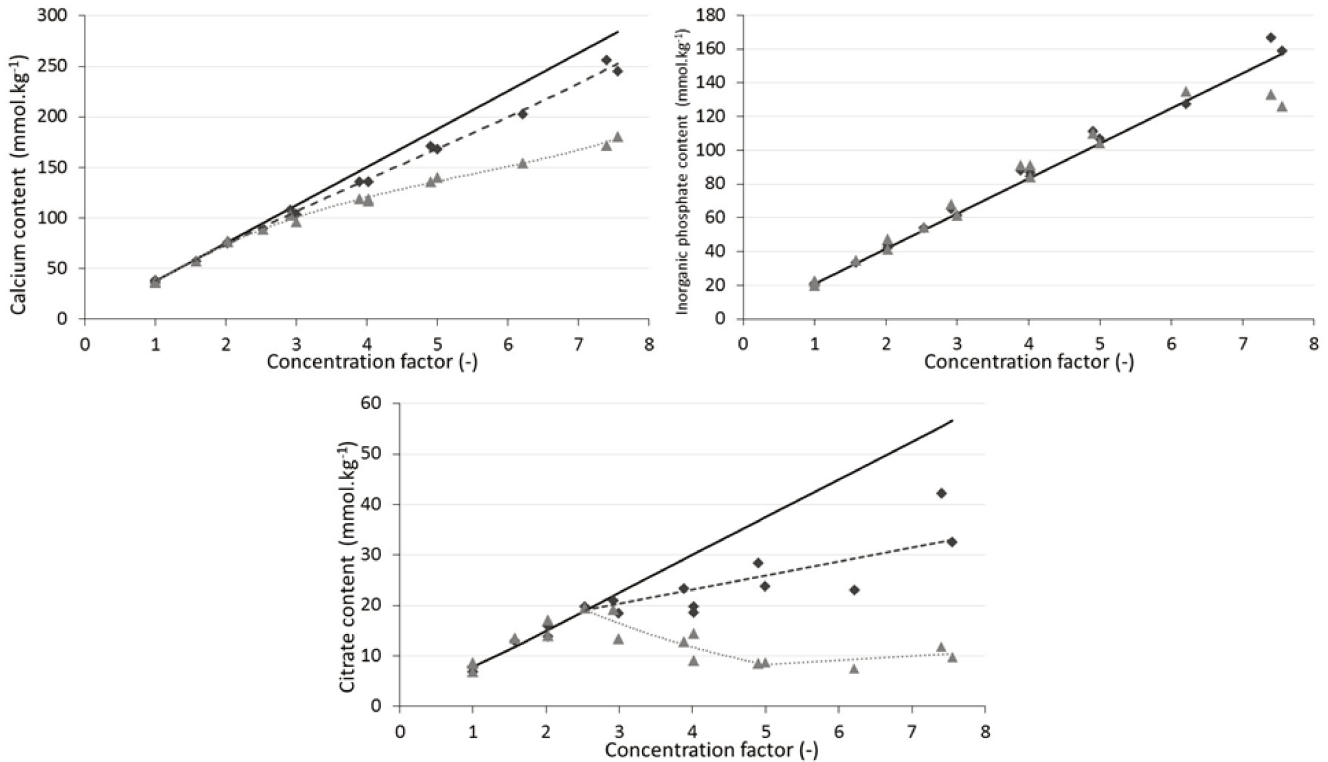 Calcium content (mmol.kg-1)
300
250
200
150
100
50
0
0 1 2 3 4 5 6 7 8
Concentration factor (-)
Inorganic phosphate content (mmol.kg-1)
180
160
140
120
100
80
60
40
20
0
0 1 2 3 4 5 6 7 8
Concentration factor (-)
Citrate content (mmol.kg-1)
60
50
40
30
20
10
0
0 1 2 3 4 5 6 7 8
Concentration factor (-)